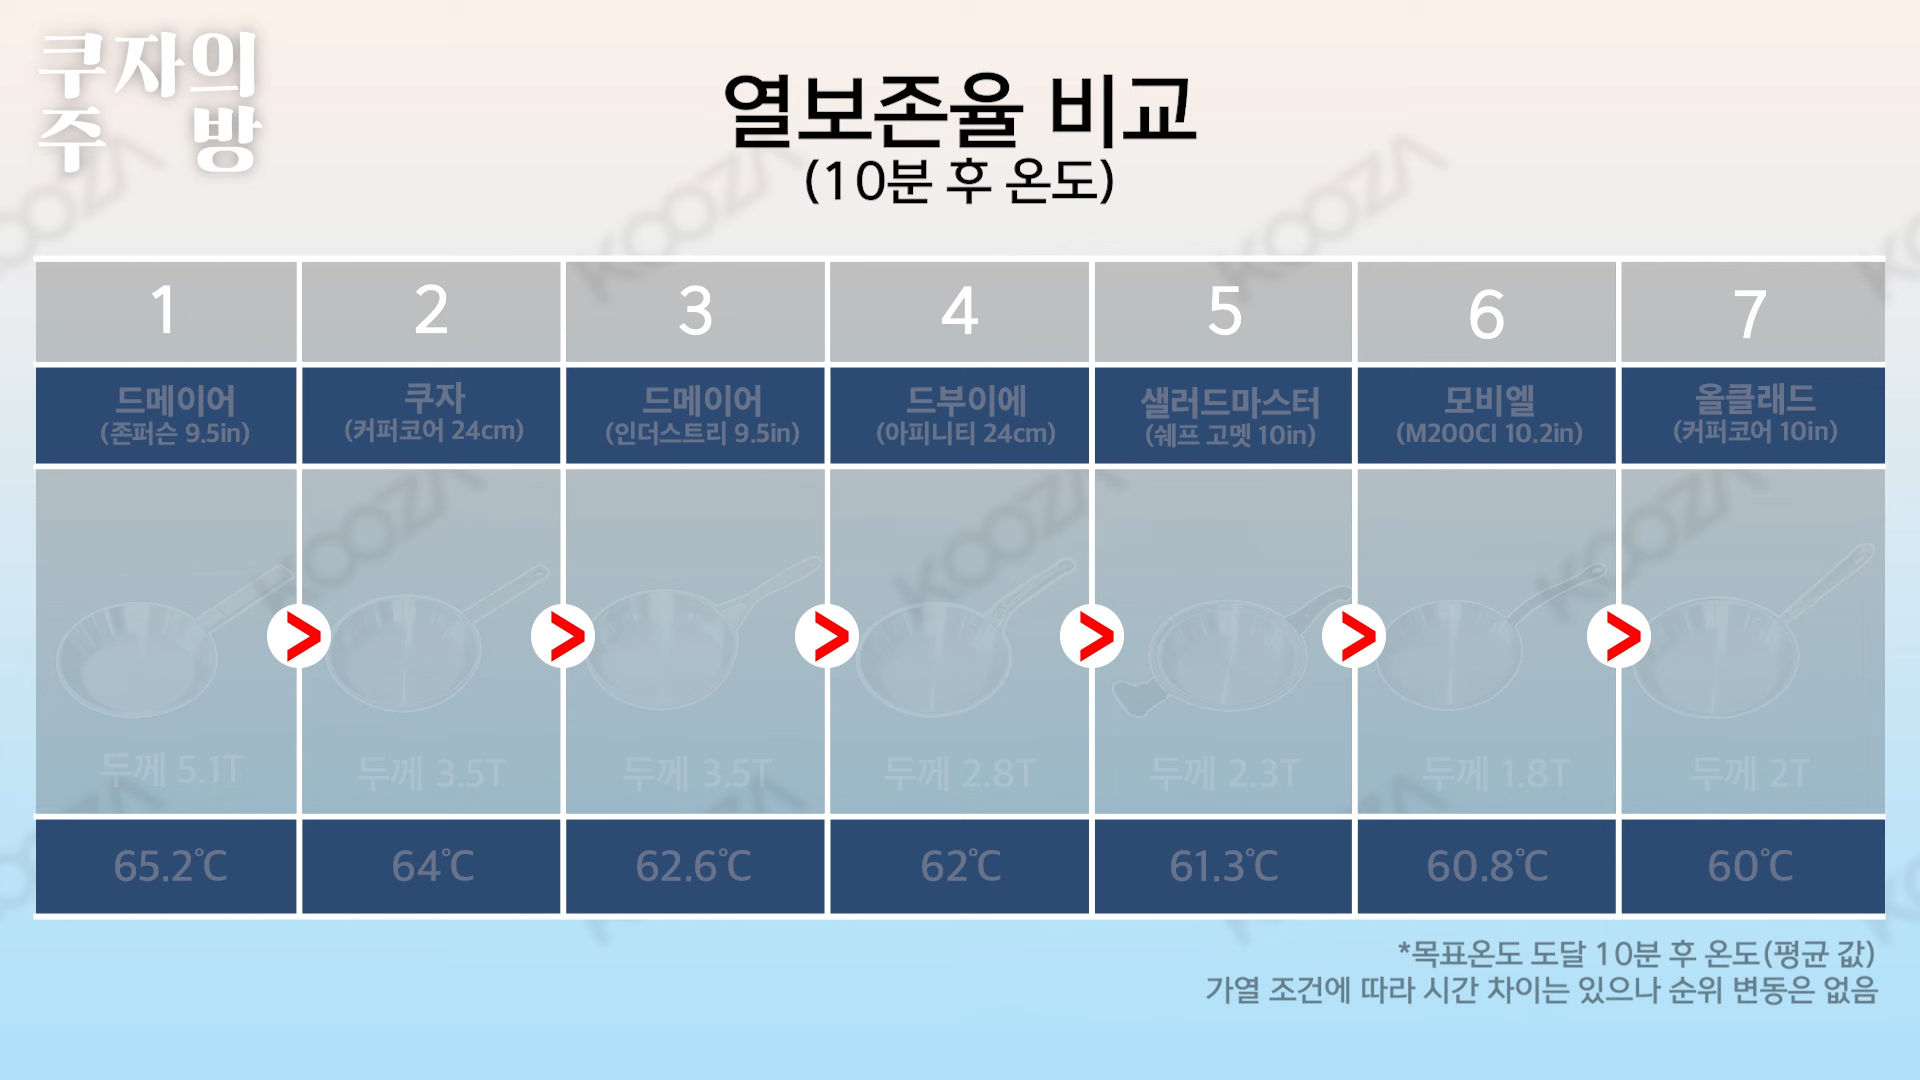 쿠자의
주방
열보존율 비교
(10분 후 온도)
1 2 3 4 5 6 7
드메이어 쿠자 드메이어 드부이에 샐러드마스터 모비엘 올클래드
(존퍼슨 9.5in) (커퍼코어 24cm) (인더스트리 9.5in) (아피니티 24cm) (쉐프 고멧 10in) (M200CI 10.2in) (커퍼코어 10in)
> > > > > >
두께 5.1T 두께 3.5T 두께 3.5T 두께 2.8T 두께 2.3T 두께 1.8T 두께 2T
65.2℃ 64℃ 62.6℃ 62℃ 61.3℃ 60.8℃ 60℃
*목표온도 도달 10분 후 온도(평균 값)
가열 조건에 따라 시간 차이는 있으나 순위 변동은 없음
KOOZA